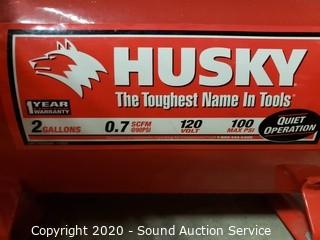 HUSKY
The Toughest Name In Tools
1 YEAR WARRANTY
2 GALLONS 0.7 SCFM @90PSI 120 VOLT 100 MAX PSI
QUIET OPERATION
Copyright 2020 - Sound Auction Service